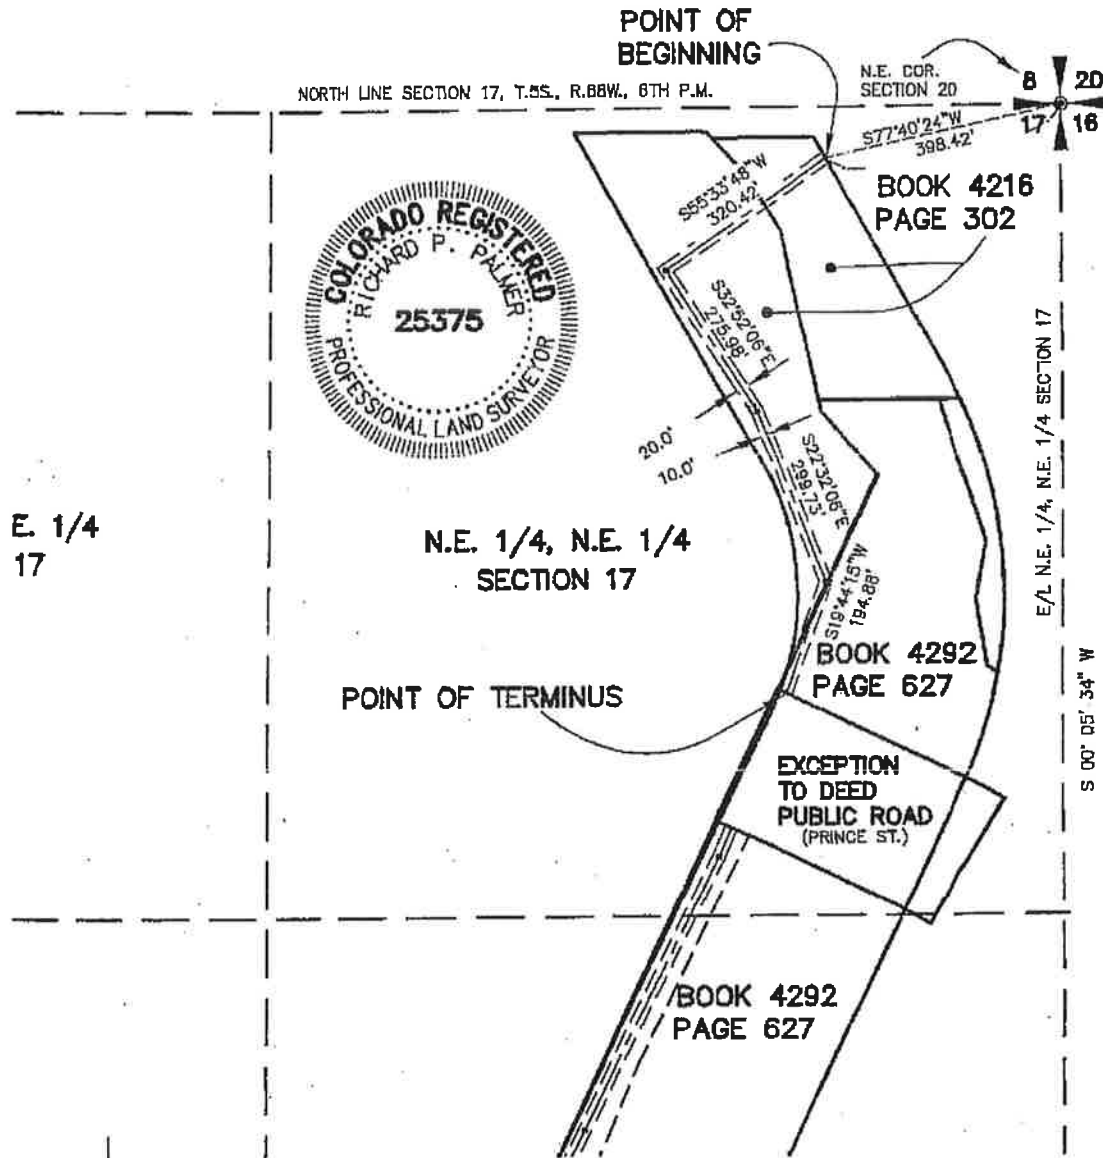 POINT OF
BEGINNING
N.E. COR.
SECTION 20
8 20
17 16
NORTH LINE SECTION 17, T.5S., R.68W., 6TH P.M.
S77°40'24"W
398.42'
S55°33'48"W
320.42'
BOOK 4216
PAGE 302
COLORADO REGISTERED
RICHARD P. PALMER
25375
PROFESSIONAL LAND SURVEYOR
S32°52'06"E
275.98'
20.0'
10.0'
S22°32'06"E
299.73'
E/L N.E. 1/4, N.E. 1/4 SECTION 17
E. 1/4
17
N.E. 1/4, N.E. 1/4
SECTION 17
S19°44'15"W
194.88'
BOOK 4292
PAGE 627
S 00° 05' 34" W
POINT OF TERMINUS
EXCEPTION
TO DEED
PUBLIC ROAD
(PRINCE ST.)
BOOK 4292
PAGE 627